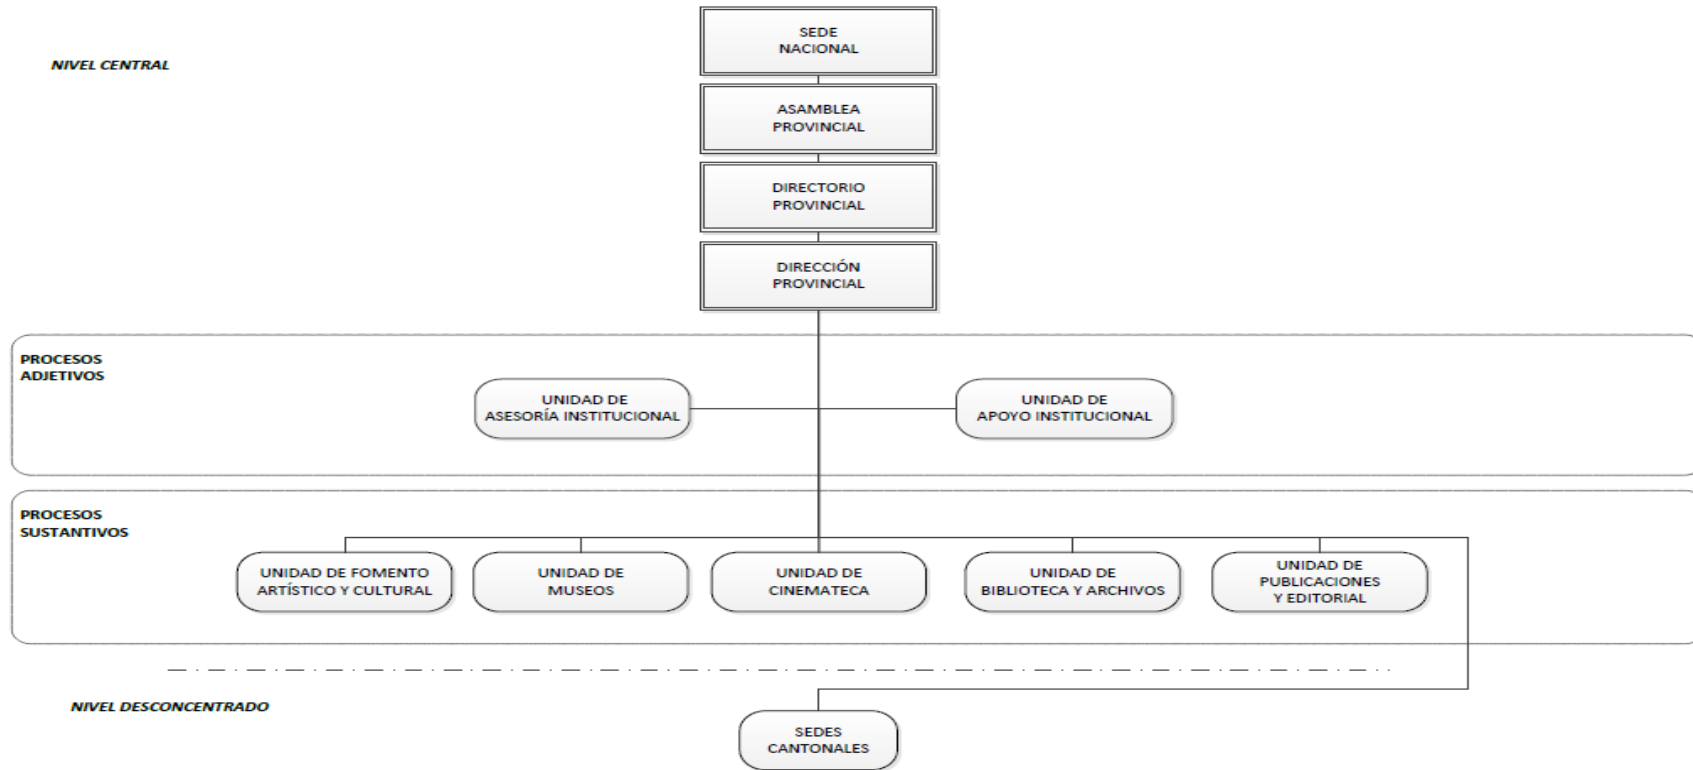 SEDE
NACIONAL
NIVEL CENTRAL
ASAMBLEA
PROVINCIAL
DIRECTORIO
PROVINCIAL
DIRECCIÓN
PROVINCIAL
PROCESOS
ADJETIVOS
UNIDAD DE
ASESORÍA INSTITUCIONAL
UNIDAD DE
APOYO INSTITUCIONAL
PROCESOS
SUSTANTIVOS
UNIDAD DE FOMENTO
ARTÍSTICO Y CULTURAL
UNIDAD DE
MUSEOS
UNIDAD DE
CINEMATECA
UNIDAD DE
BIBLIOTECA Y ARCHIVOS
UNIDAD DE
PUBLICACIONES
Y EDITORIAL
NIVEL DESCONCENTRADO
SEDES
CANTONALES